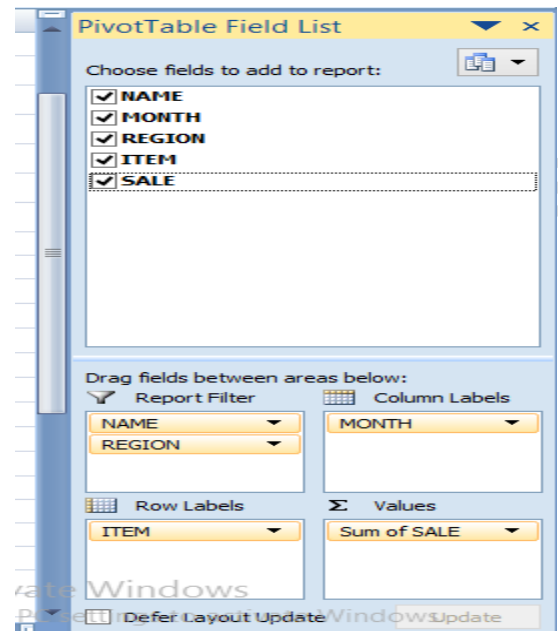 PivotTable Field List
Choose fields to add to report:
NAME
MONTH
REGION
ITEM
SALE
Drag fields between areas below:
Report Filter
Column Labels
NAME
MONTH
REGION
Row Labels
Σ Values
ITEM
Sum of SALE
Windows
Defer Layout Update
Windows
Update